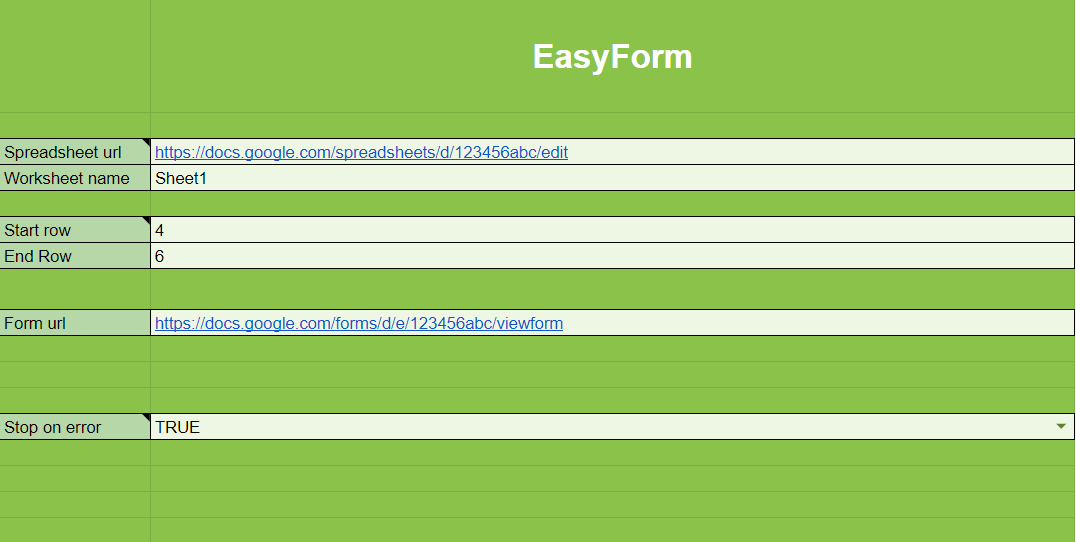 EasyForm
Spreadsheet url https://docs.google.com/spreadsheets/d/123456abc/edit
Worksheet name Sheet1
Start row 4
End Row 6
Form url https://docs.google.com/forms/d/e/123456abc/viewform
Stop on error TRUE